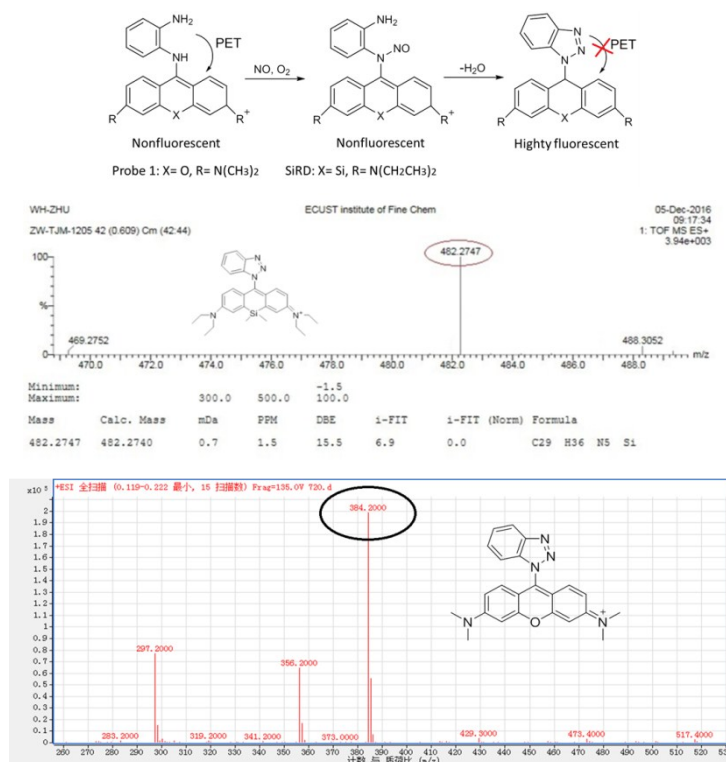 NH₂
NH
PET
NO, O₂
NH₂
NO
N
-H₂O
N
N
N
PET
R
X
R⁺
R
X
R⁺
R
X
R
Nonfluorescent
Nonfluorescent
Highty fluorescent
Probe 1: X= O, R= N(CH₃)₂
SiRD: X= Si, R= N(CH₂CH₃)₂
WH-ZHU
ECUST institute of Fine Chem
05-Dec-2016
09:17:34
ZW-TJM-1205 42 (0.609) Cm (42:44)
1: TOF MS ES+
3.94e+003
482.2747
100
%
0
N
N
N
N
Si
N⁺
469.2752
488.3052
m/z
470.0 472.0 474.0 476.0 478.0 480.0 482.0 484.0 486.0 488.0
Minimum: -1.5
Maximum: 300.0 500.0 100.0
Mass Calc. Mass mDa PPM DBE i-FIT i-FIT (Norm) Formula
482.2747 482.2740 0.7 1.5 15.5 6.9 0.0 C29 H36 N5 Si
+ESI 全扫描 (0.119-0.222 最小, 15 扫描数) Frag=135.0V 720.d
2
1.9
1.8
1.7
1.6
1.5
1.4
1.3
1.2
1.1
1
0.9
0.8
0.7
0.6
0.5
0.4
0.3
0.2
0.1
0
384.2000
N
N
N
N
O
N⁺
297.2000
356.2000
283.2000
319.2000
341.2000
373.0000
429.3000
473.4000
517.4000
260 270 280 290 300 310 320 330 340 350 360 370 380 390 400 410 420 430 440 450 460 470 480 490 500 510 520